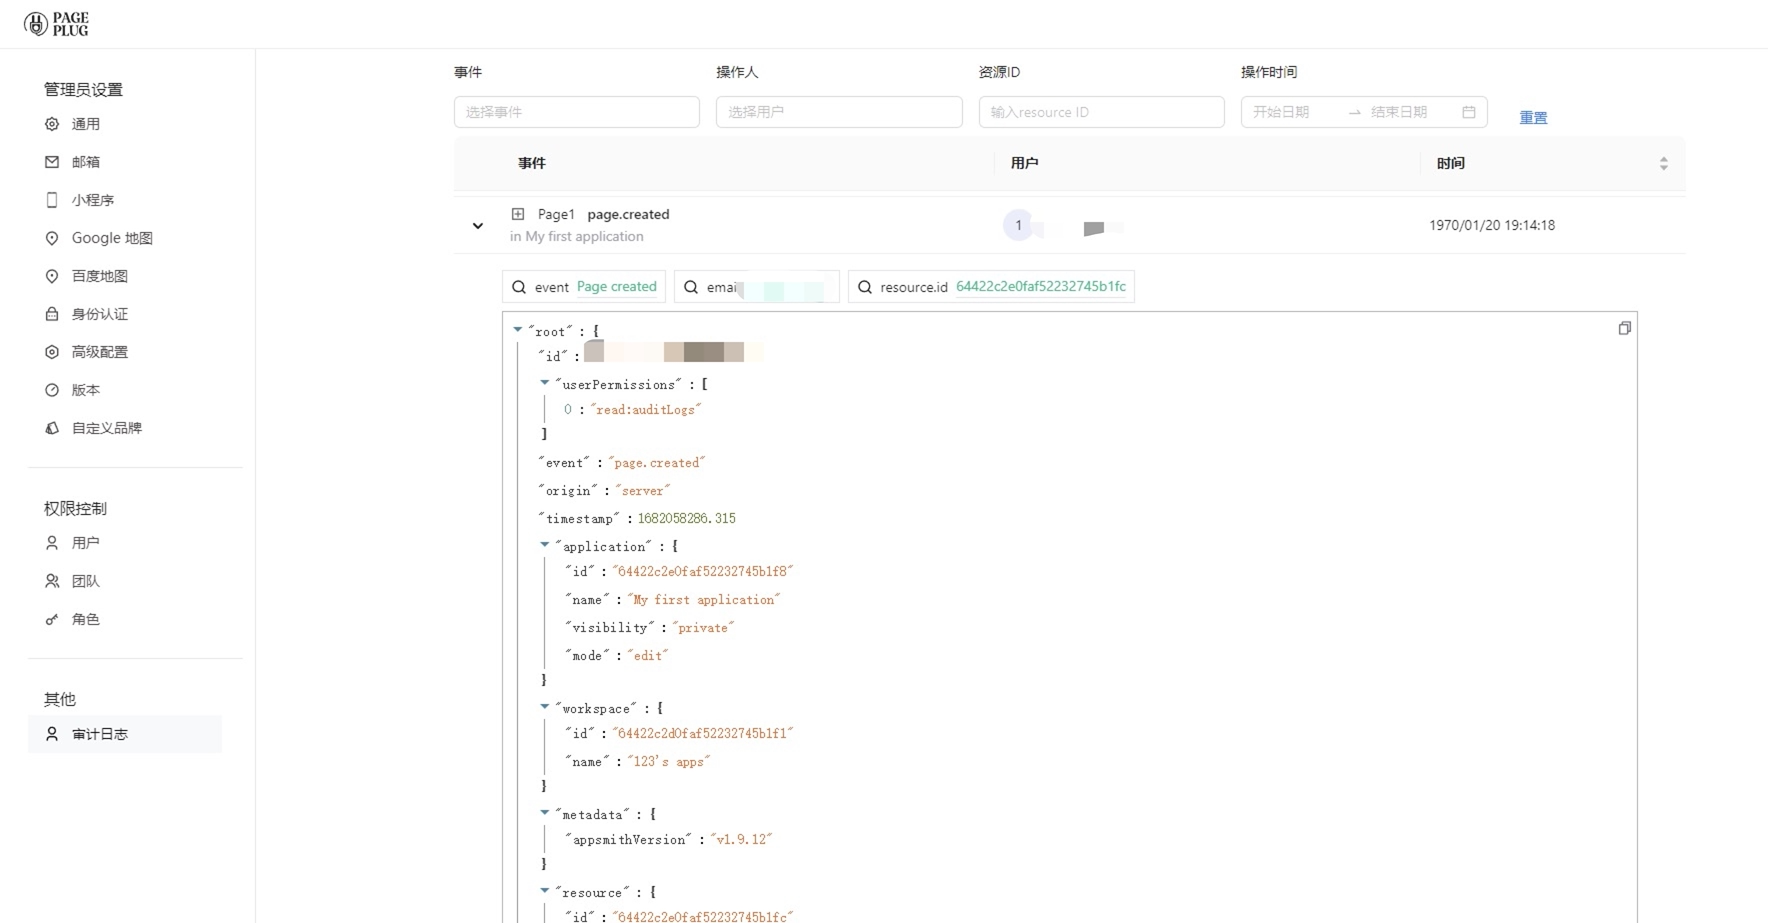 PAGE
PLUG
管理员设置
通用
邮箱
小程序
Google 地图
百度地图
身份认证
高级配置
版本
自定义品牌
权限控制
用户
团队
角色
其他
审计日志
事件
操作人
资源ID
操作时间
选择事件
选择用户
输入resource ID
开始日期 → 结束日期
重置
事件 用户 时间
Page1 page.created
in My first application
1
1970/01/20 19:14:18
event Page created
resource.id 64422c2e0faf52232745b1fc
"root" : {
"id" :
"userPermissions" : [
0 : "read:auditLogs"
]
"event" : "page.created"
"origin" : "server"
"timestamp" : 1682058286.315
"application" : {
"id" : "64422c2e0faf52232745b1f8"
"name" : "My first application"
"visibility" : "private"
"mode" : "edit"
}
"workspace" : {
"id" : "64422c2d0faf52232745b1f1"
"name" : "123's apps"
}
"metadata" : {
"appsmithVersion" : "v1.9.12"
}
"resource" : {
"id" : "64422c2e0faf52232745b1fc"